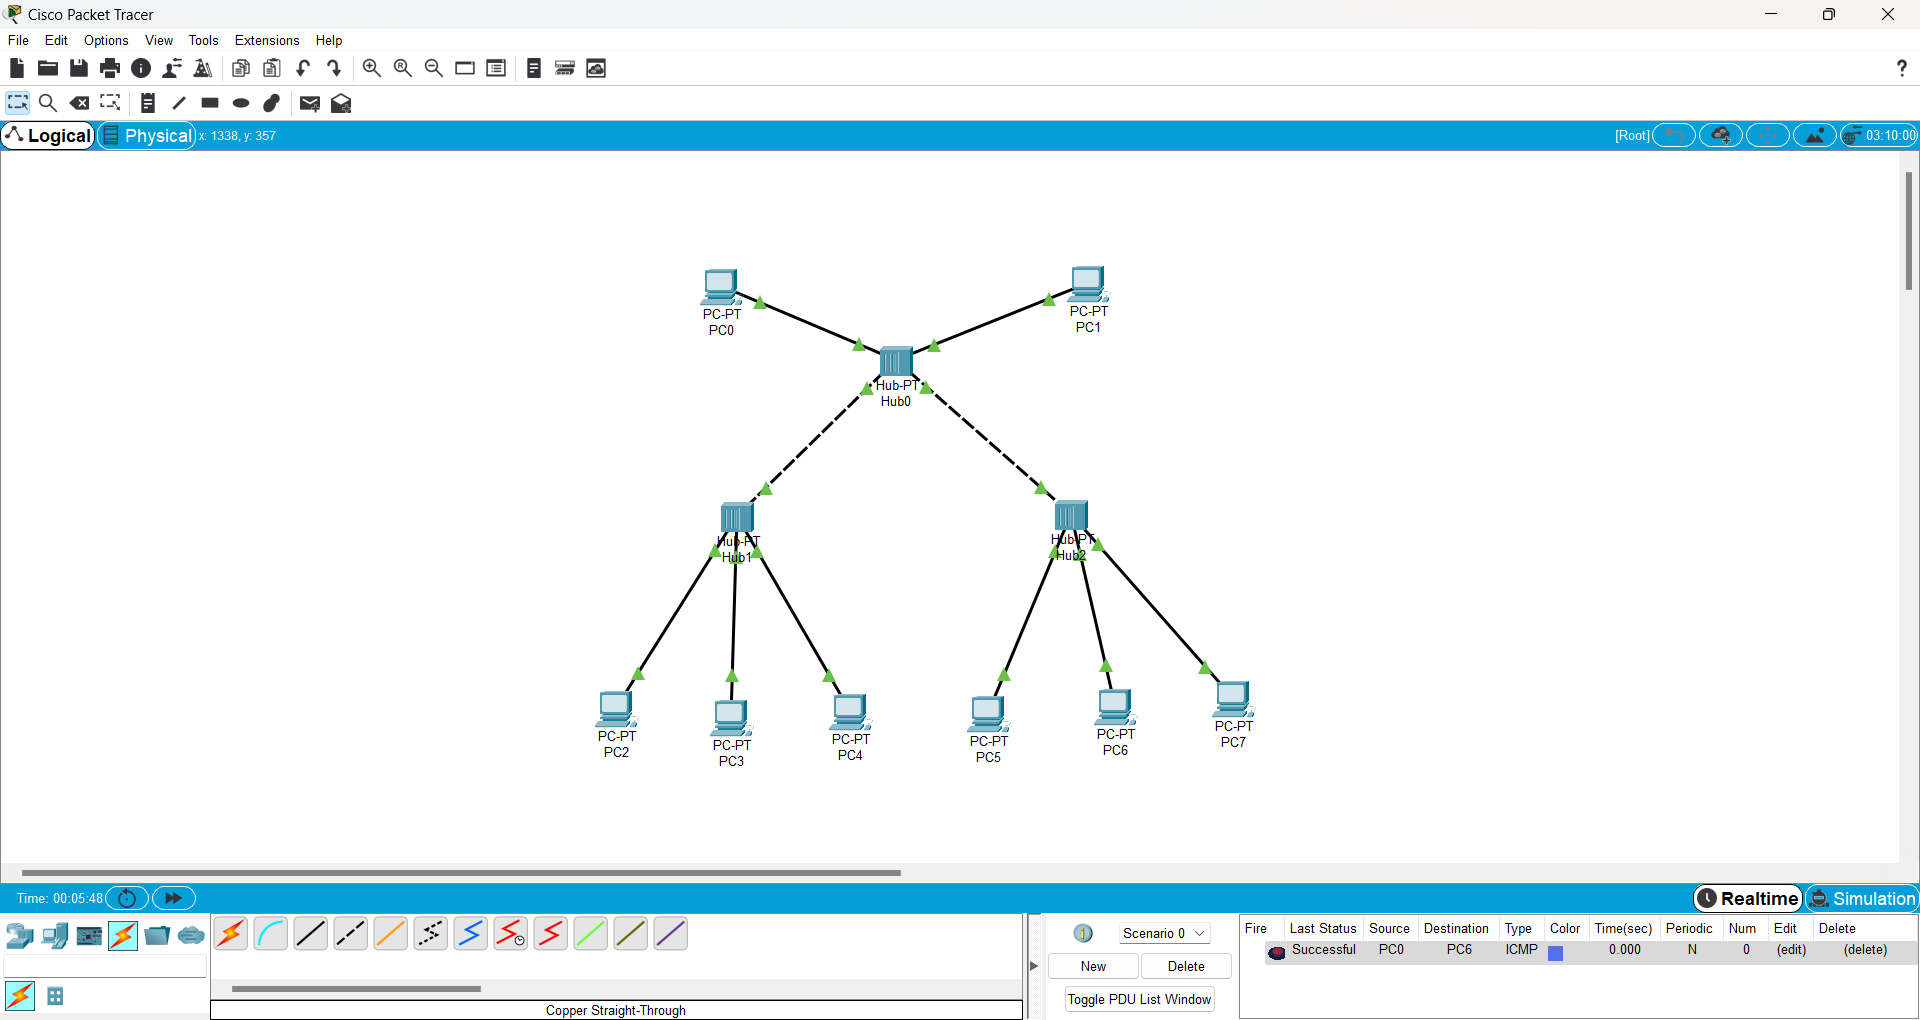 Cisco Packet Tracer
File Edit Options View Tools Extensions Help
?
Logical Physical x: 1338, y: 357 [Root] 03:10:00
PC-PT
PC0
PC-PT
PC1
Hub-PT
Hub0
Hub-PT
Hub1
Hub-PT
Hub2
PC-PT
PC2
PC-PT
PC3
PC-PT
PC4
PC-PT
PC5
PC-PT
PC6
PC-PT
PC7
Time: 00:05:48 Realtime Simulation
Copper Straight-Through
Scenario 0
New Delete
Toggle PDU List Window
Fire Last Status Source Destination Type Color Time(sec) Periodic Num Edit Delete
Successful PC0 PC6 ICMP 0.000 N 0 (edit) (delete)